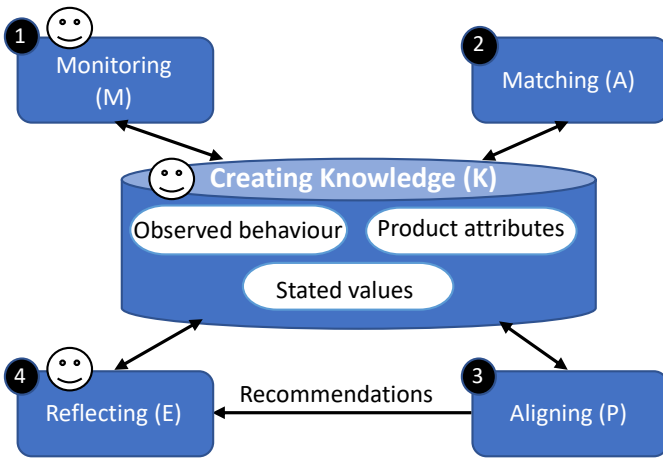 1
Monitoring
(M)
2
Matching (A)
Creating Knowledge (K)
Observed behaviour
Product attributes
Stated values
4
Reflecting (E)
Recommendations
3
Aligning (P)